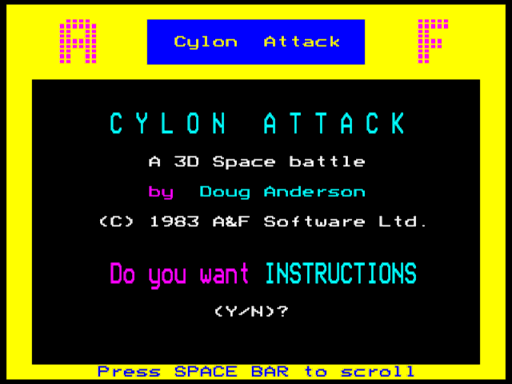 A Cylon Attack F
CYLON ATTACK
A 3D Space battle
by Doug Anderson
(C) 1983 A&F Software Ltd.
Do you want INSTRUCTIONS
(Y/N)?
Press SPACE BAR to scroll